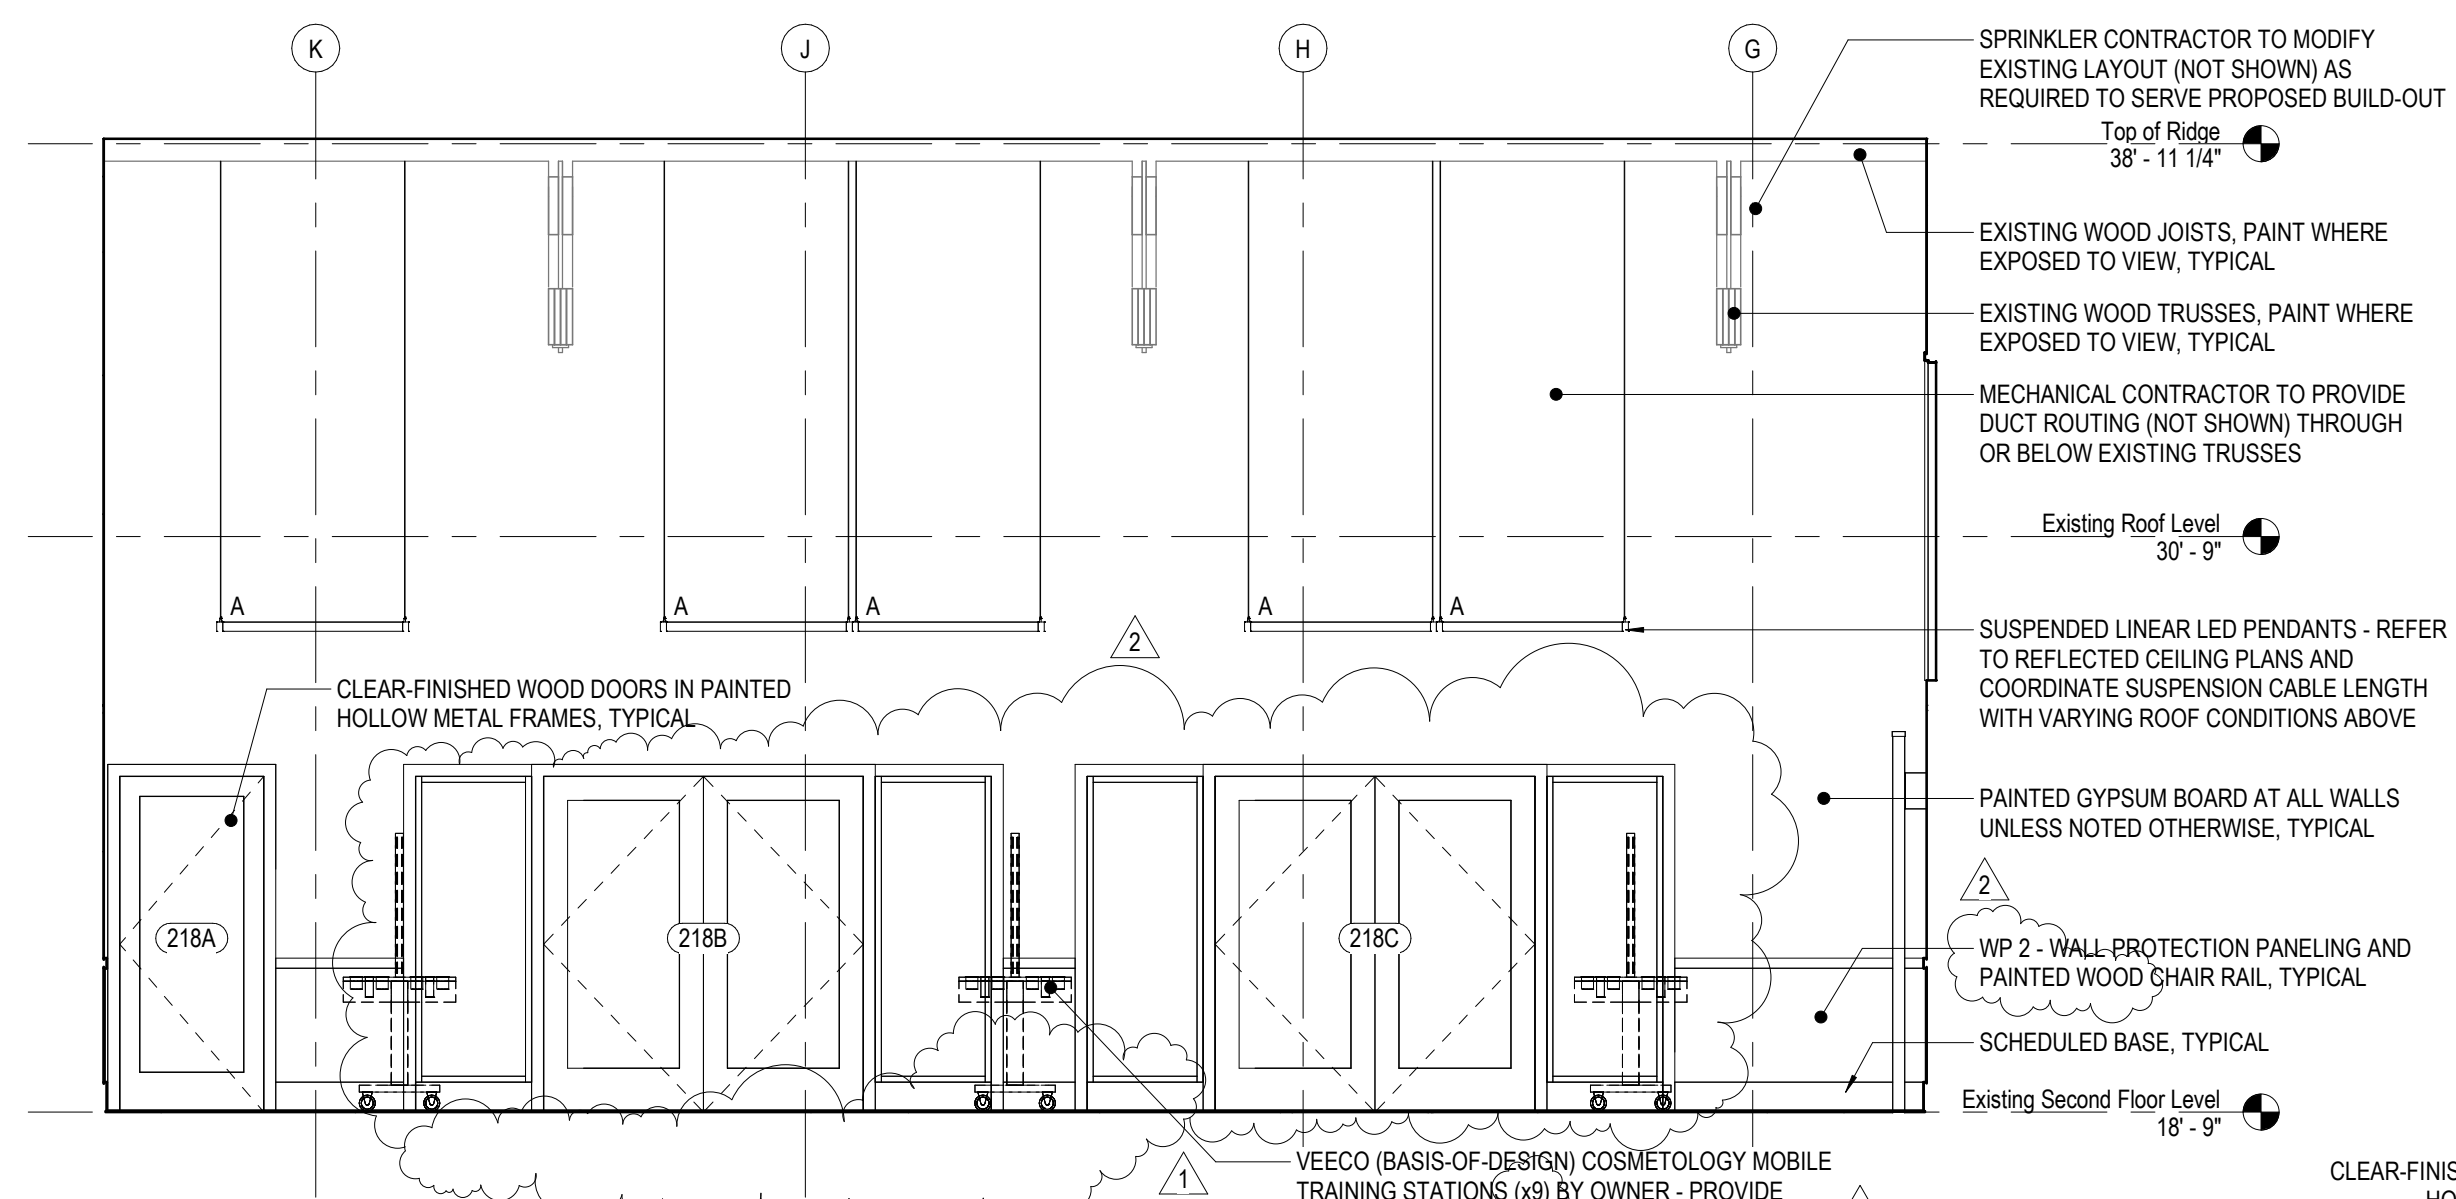 K
J
H
G
SPRINKLER CONTRACTOR TO MODIFY
EXISTING LAYOUT (NOT SHOWN) AS
REQUIRED TO SERVE PROPOSED BUILD-OUT
Top of Ridge
38' - 11 1/4"
EXISTING WOOD JOISTS, PAINT WHERE
EXPOSED TO VIEW, TYPICAL
EXISTING WOOD TRUSSES, PAINT WHERE
EXPOSED TO VIEW, TYPICAL
MECHANICAL CONTRACTOR TO PROVIDE
DUCT ROUTING (NOT SHOWN) THROUGH
OR BELOW EXISTING TRUSSES
Existing Roof Level
30' - 9"
A
A
A
A
A
2
SUSPENDED LINEAR LED PENDANTS - REFER
TO REFLECTED CEILING PLANS AND
COORDINATE SUSPENSION CABLE LENGTH
WITH VARYING ROOF CONDITIONS ABOVE
CLEAR-FINISHED WOOD DOORS IN PAINTED
HOLLOW METAL FRAMES, TYPICAL
PAINTED GYPSUM BOARD AT ALL WALLS
UNLESS NOTED OTHERWISE, TYPICAL
2
218A
218B
218C
WP 2 - WALL PROTECTION PANELING AND
PAINTED WOOD CHAIR RAIL, TYPICAL
SCHEDULED BASE, TYPICAL
Existing Second Floor Level
18' - 9"
1
VEECO (BASIS-OF-DESIGN) COSMETOLOGY MOBILE
TRAINING STATIONS (x9) BY OWNER - PROVIDE
CLEAR-FINIS